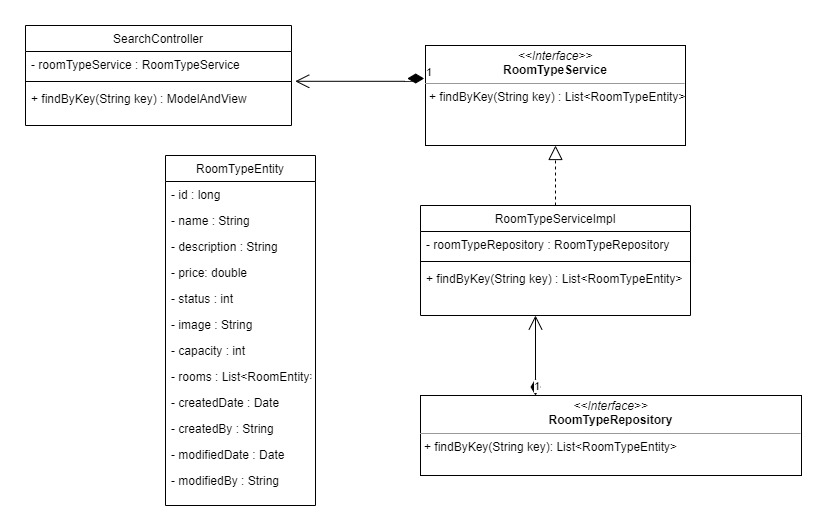 SearchController
- roomTypeService : RoomTypeService
+ findByKey(String key) : ModelAndView
<<Interface>>
RoomTypeService
1
+ findByKey(String key) : List<RoomTypeEntity>
RoomTypeEntity
- id : long
- name : String
- description : String
- price: double
- status : int
- image : String
- capacity : int
- rooms : List<RoomEntity>
- createdDate : Date
- createdBy : String
- modifiedDate : Date
- modifiedBy : String
RoomTypeServiceImpl
- roomTypeRepository : RoomTypeRepository
+ findByKey(String key) : List<RoomTypeEntity>
1
<<Interface>>
RoomTypeRepository
+ findByKey(String key): List<RoomTypeEntity>